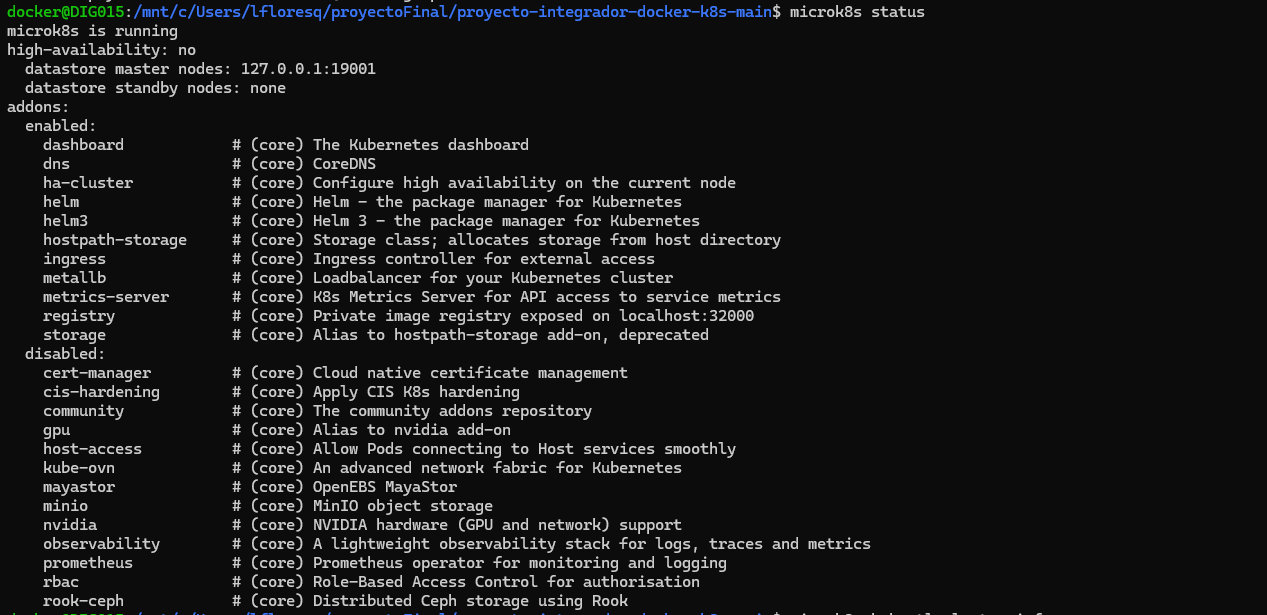 docker@DIG015:/mnt/c/Users/lfloresq/proyectoFinal/proyecto-integrador-docker-k8s-main$ microk8s status
microk8s is running
high-availability: no
  datastore master nodes: 127.0.0.1:19001
  datastore standby nodes: none
addons:
  enabled:
    dashboard            # (core) The Kubernetes dashboard
    dns                  # (core) CoreDNS
    ha-cluster           # (core) Configure high availability on the current node
    helm                 # (core) Helm - the package manager for Kubernetes
    helm3                # (core) Helm 3 - the package manager for Kubernetes
    hostpath-storage     # (core) Storage class; allocates storage from host directory
    ingress              # (core) Ingress controller for external access
    metallb              # (core) Loadbalancer for your Kubernetes cluster
    metrics-server       # (core) K8s Metrics Server for API access to service metrics
    registry             # (core) Private image registry exposed on localhost:32000
    storage              # (core) Alias to hostpath-storage add-on, deprecated
  disabled:
    cert-manager         # (core) Cloud native certificate management
    cis-hardening        # (core) Apply CIS K8s hardening
    community            # (core) The community addons repository
    gpu                  # (core) Alias to nvidia add-on
    host-access          # (core) Allow Pods connecting to Host services smoothly
    kube-ovn             # (core) An advanced network fabric for Kubernetes
    mayastor             # (core) OpenEBS MayaStor
    minio                # (core) MinIO object storage
    nvidia               # (core) NVIDIA hardware (GPU and network) support
    observability        # (core) A lightweight observability stack for logs, traces and metrics
    prometheus           # (core) Prometheus operator for monitoring and logging
    rbac                 # (core) Role-Based Access Control for authorisation
    rook-ceph            # (core) Distributed Ceph storage using Rook